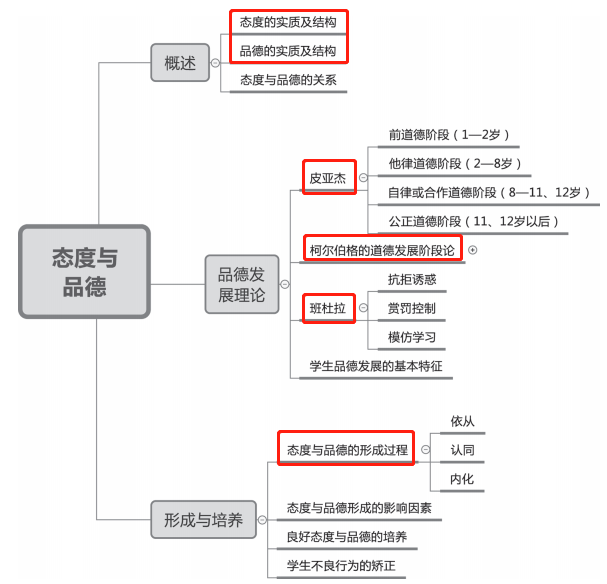 态度与
品德
概述
态度的实质及结构
品德的实质及结构
态度与品德的关系
品德发
展理论
皮亚杰
前道德阶段（1—2岁）
他律道德阶段（2—8岁）
自律或合作道德阶段（8—11、12岁）
公正道德阶段（11、12岁以后）
柯尔伯格的道德发展阶段论
班杜拉
抗拒诱惑
赏罚控制
模仿学习
学生品德发展的基本特征
形成与培养
态度与品德的形成过程
依从
认同
内化
态度与品德形成的影响因素
良好态度与品德的培养
学生不良行为的矫正